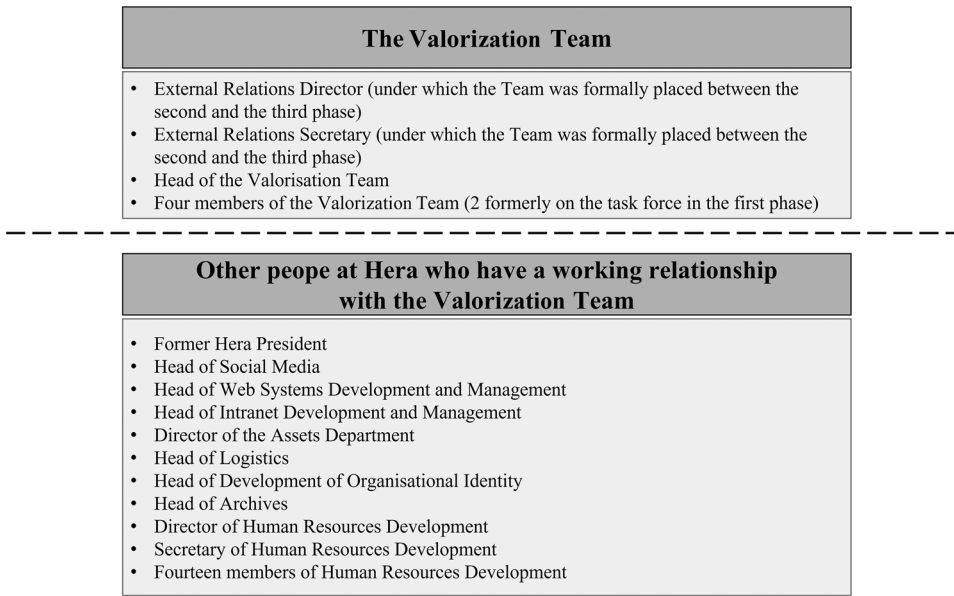 The Valorization Team
• External Relations Director (under which the Team was formally placed between the
second and the third phase)
• External Relations Secretary (under which the Team was formally placed between the
second and the third phase)
• Head of the Valorisation Team
• Four members of the Valorization Team (2 formerly on the task force in the first phase)
Other peope at Hera who have a working relationship
with the Valorization Team
• Former Hera President
• Head of Social Media
• Head of Web Systems Development and Management
• Head of Intranet Development and Management
• Director of the Assets Department
• Head of Logistics
• Head of Development of Organisational Identity
• Head of Archives
• Director of Human Resources Development
• Secretary of Human Resources Development
• Fourteen members of Human Resources Development